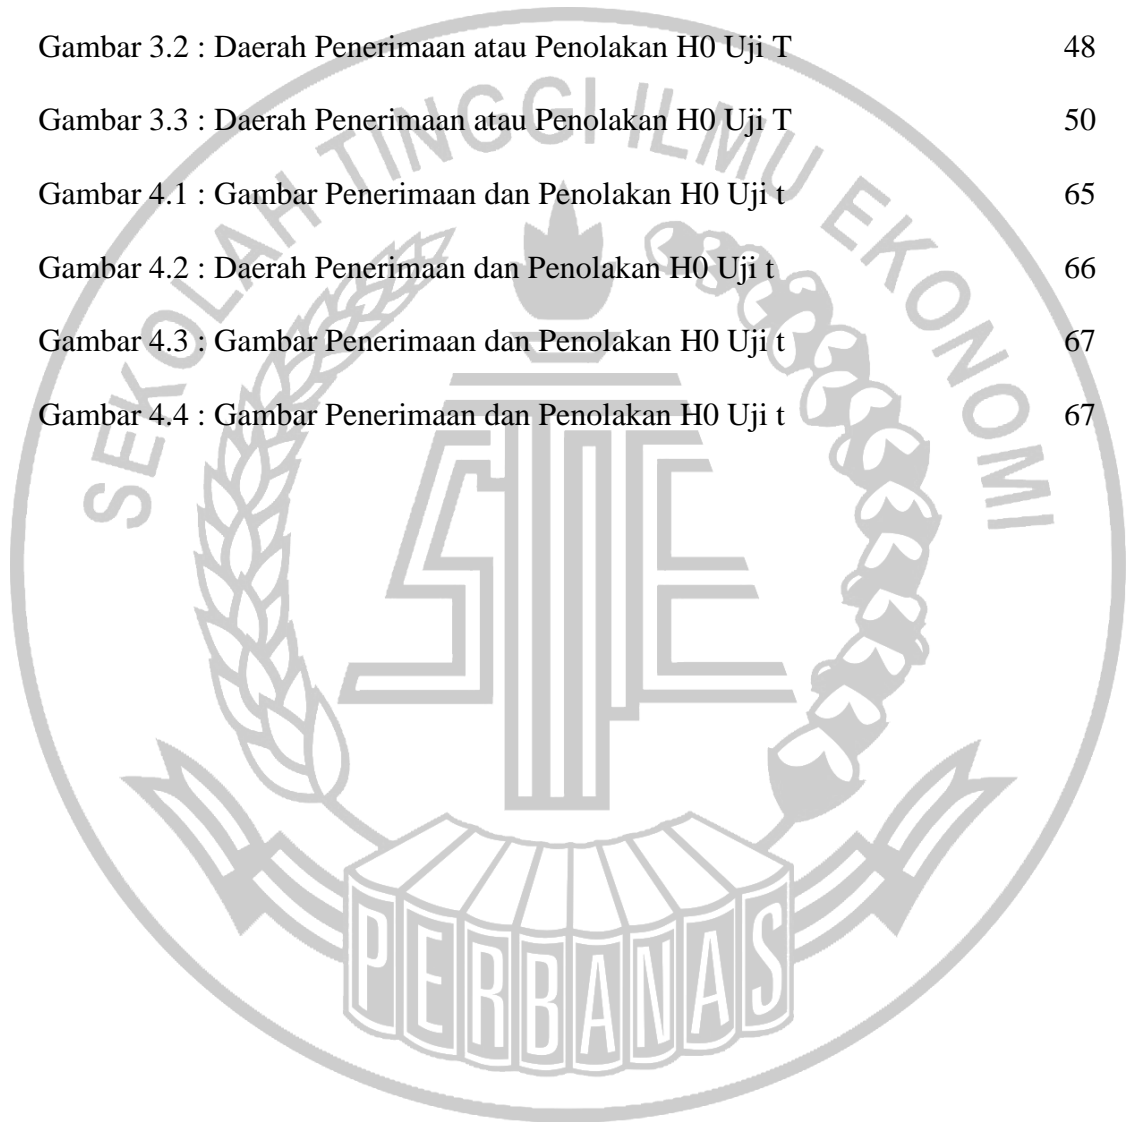 Gambar 3.2 : Daerah Penerimaan atau Penolakan H0 Uji T 48
Gambar 3.3 : Daerah Penerimaan atau Penolakan H0 Uji T 50
Gambar 4.1 : Gambar Penerimaan dan Penolakan H0 Uji t 65
Gambar 4.2 : Daerah Penerimaan dan Penolakan H0 Uji t 66
Gambar 4.3 : Gambar Penerimaan dan Penolakan H0 Uji t 67
Gambar 4.4 : Gambar Penerimaan dan Penolakan H0 Uji t 67
SEKOLAH TINGGI ILMU EKONOMI
STIE
PERBANAS